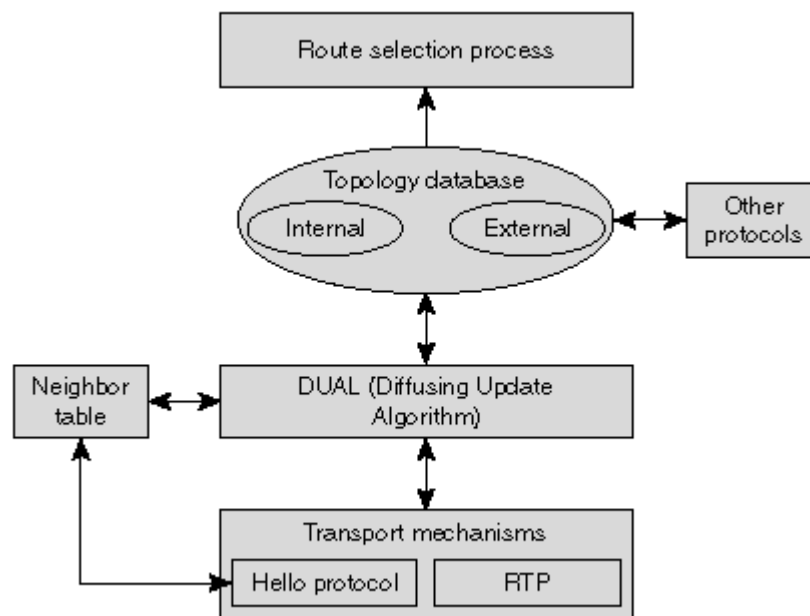 Route selection process
Topology database
Internal
External
Other
protocols
Neighbor
table
DUAL (Diffusing Update
Algorithm)
Transport mechanisms
Hello protocol
RTP